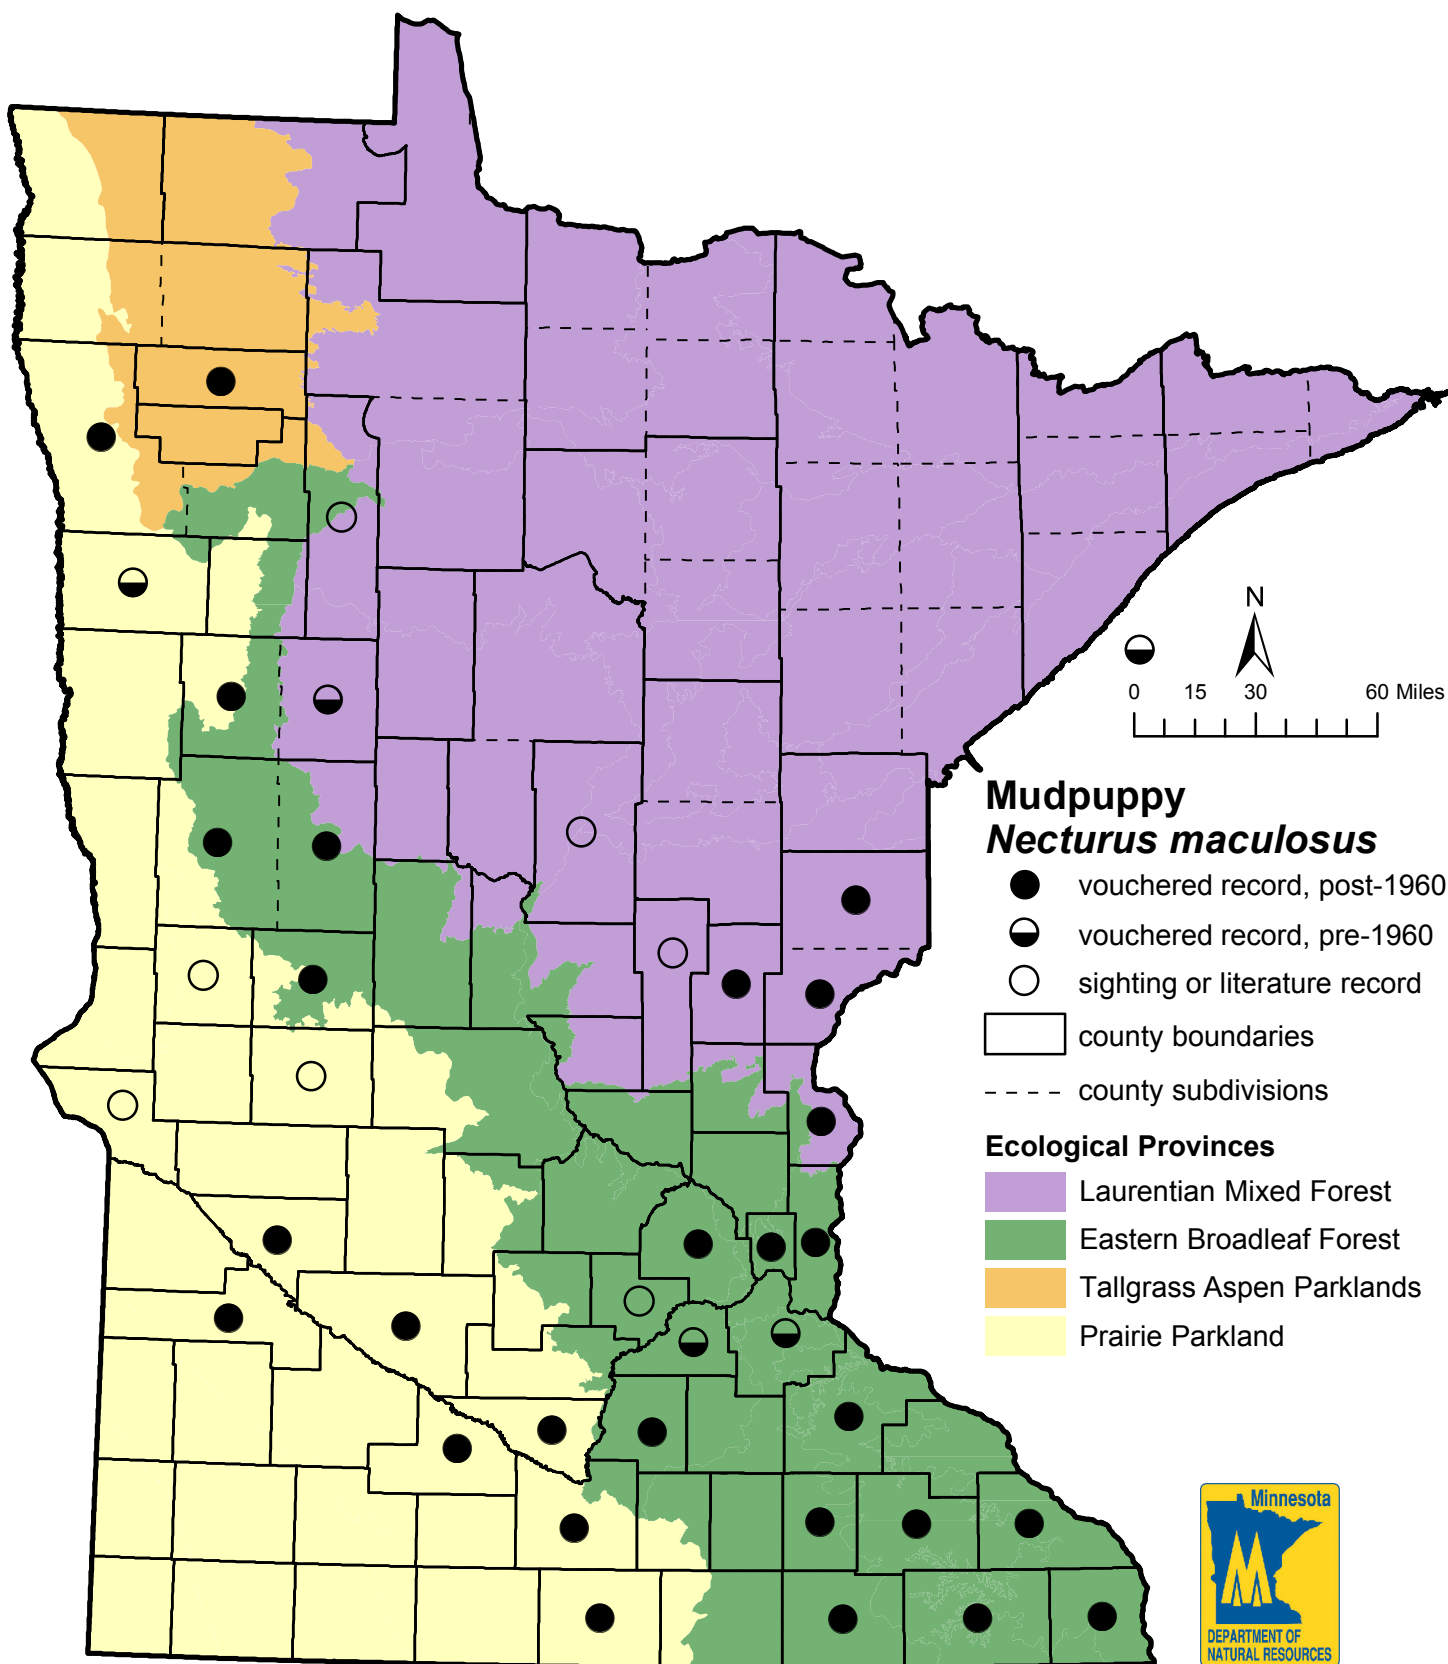 N
0 15 30 60 Miles
Mudpuppy
Necturus maculosus
vouchered record, post-1960
vouchered record, pre-1960
sighting or literature record
county boundaries
county subdivisions
Ecological Provinces
Laurentian Mixed Forest
Eastern Broadleaf Forest
Tallgrass Aspen Parklands
Prairie Parkland
Minnesota
DEPARTMENT OF
NATURAL RESOURCES